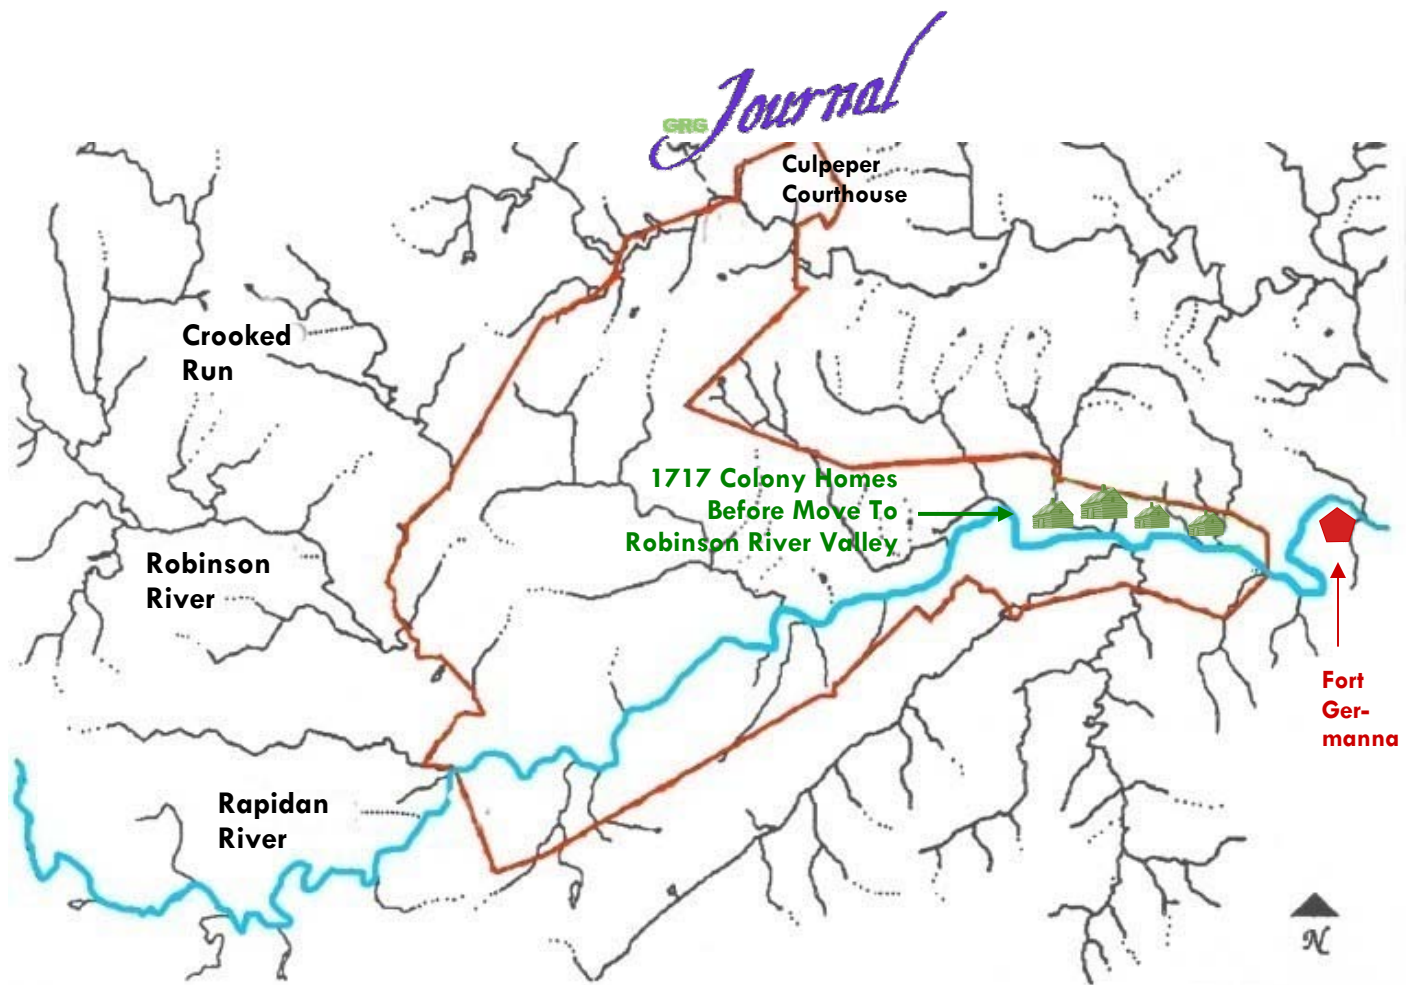 GRG Journal
Culpeper
Courthouse
Crooked
Run
1717 Colony Homes
Before Move To
Robinson River Valley
Robinson
River
Fort
Ger-
manna
Rapidan
River
N